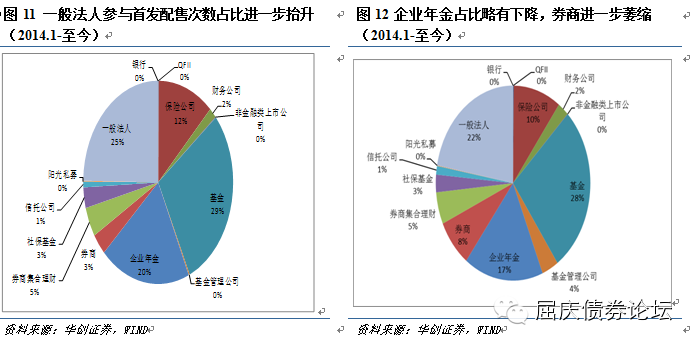 图 11 一般法人参与首发配售次数占比进一步抬升
（2014.1-至今）
银行
0%
QFII
0%
保险公司
12%
财务公司
2%
非金融类上市公
司
0%
基金
29%
基金管理公司
0%
企业年金
20%
券商
3%
券商集合理财
5%
社保基金
3%
信托公司
1%
阳光私募
0%
一般法人
25%
资料来源：华创证券，WIND
图 12 企业年金占比略有下降，券商进一步萎缩
（2014.1-至今）
银行
0%
QFII
0%
保险公司
10%
财务公司
2%
非金融类上市公
司
0%
基金
28%
基金管理公司
4%
企业年金
17%
券商
8%
券商集合理财
5%
社保基金
3%
信托公司
1%
阳光私募
0%
一般法人
22%
资料来源：华创证券，WIND
屈庆债券论坛